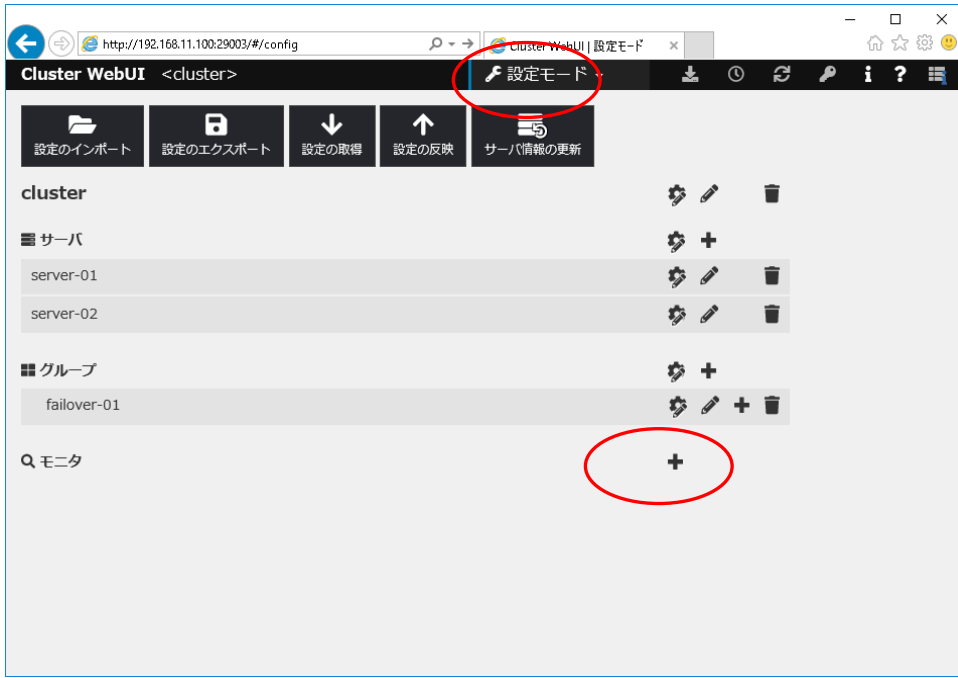 http://192.168.11.100:29003/#/config
Cluster WebUI | 設定モード
Cluster WebUI <cluster>
設定モード
設定のインポート
設定のエクスポート
設定の取得
設定の反映
サーバ情報の更新
cluster
サーバ
server-01
server-02
グループ
failover-01
モニタ